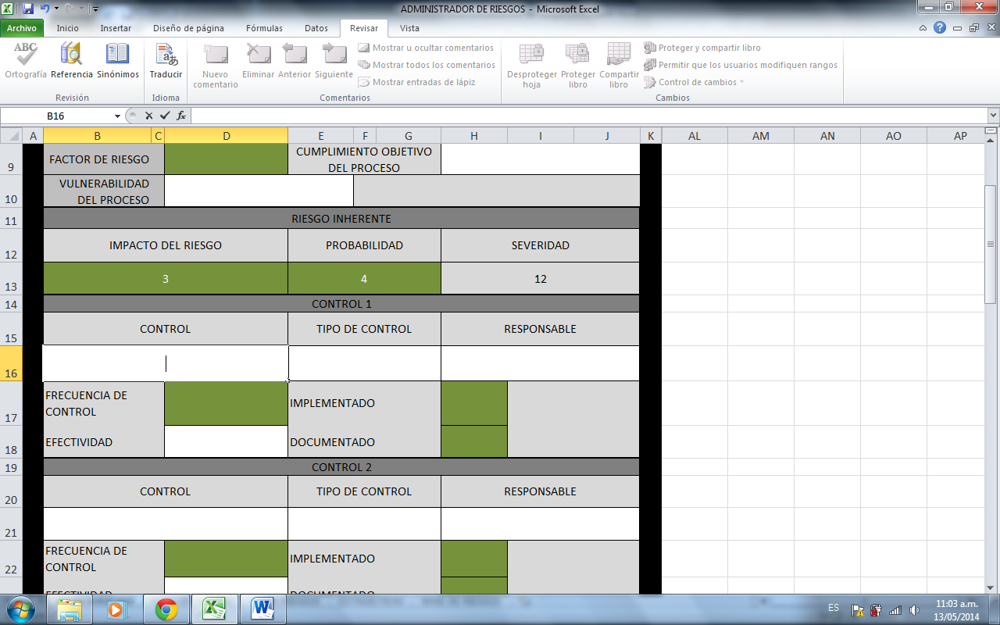 ADMINISTRADOR DE RIESGOS - Microsoft Excel
Archivo Inicio Insertar Diseño de página Fórmulas Datos Revisar Vista
ABC
Ortografía Referencia Sinónimos
Revisión
Traducir
Idioma
Nuevo comentario Eliminar Anterior Siguiente
Mostrar u ocultar comentarios
Mostrar todos los comentarios
Mostrar entradas de lápiz
Comentarios
Desproteger hoja Proteger libro Compartir libro
Proteger y compartir libro
Permitir que los usuarios modifiquen rangos
Control de cambios
Cambios
B16 fx
A B C D E F G H I J K AL AM AN AO AP
9 FACTOR DE RIESGO CUMPLIMIENTO OBJETIVO
DEL PROCESO
10 VULNERABILIDAD
DEL PROCESO
11 RIESGO INHERENTE
12 IMPACTO DEL RIESGO PROBABILIDAD SEVERIDAD
13 3 4 12
14 CONTROL 1
15 CONTROL TIPO DE CONTROL RESPONSABLE
16
17 FRECUENCIA DE
CONTROL IMPLEMENTADO
18 EFECTIVIDAD DOCUMENTADO
19 CONTROL 2
20 CONTROL TIPO DE CONTROL RESPONSABLE
21
22 FRECUENCIA DE
CONTROL IMPLEMENTADO
EFECTIVIDAD DOCUMENTADO
ES 11:03 a.m.
13/05/2014